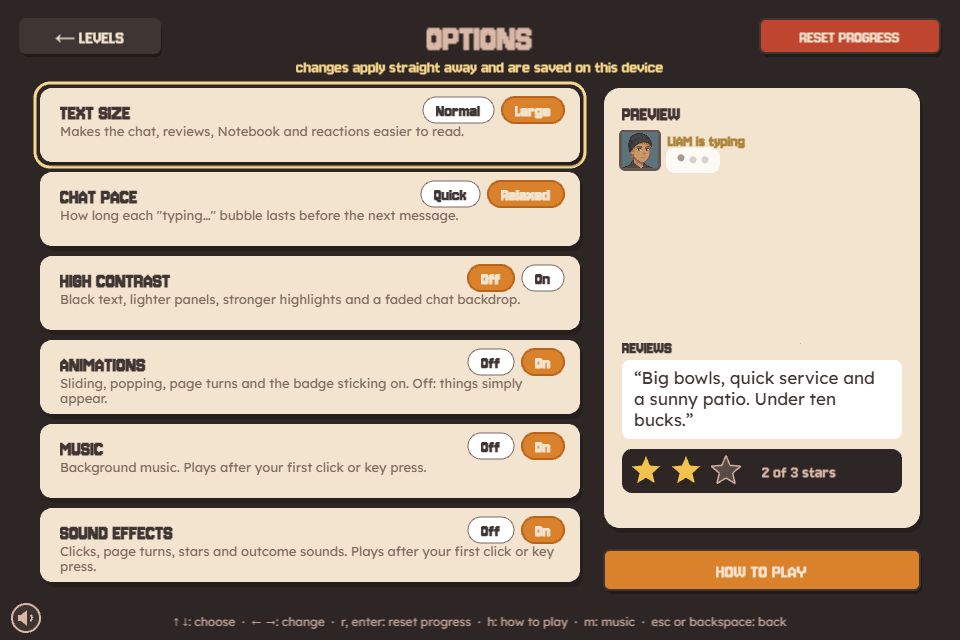 ← LEVELS
OPTIONS
RESET PROGRESS
changes apply straight away and are saved on this device
TEXT SIZE
Normal
Large
Makes the chat, reviews, Notebook and reactions easier to read.
CHAT PACE
Quick
Relaxed
How long each "typing…" bubble lasts before the next message.
HIGH CONTRAST
Off
On
Black text, lighter panels, stronger highlights and a faded chat backdrop.
ANIMATIONS
Off
On
Sliding, popping, page turns and the badge sticking on. Off: things simply
appear.
MUSIC
Off
On
Background music. Plays after your first click or key press.
SOUND EFFECTS
Off
On
Clicks, page turns, stars and outcome sounds. Plays after your first click or key
press.
PREVIEW
LIAM is typing
REVIEWS
“Big bowls, quick service and
a sunny patio. Under ten
bucks.”
2 of 3 stars
HOW TO PLAY
↑ ↓: choose · ← →: change · r, enter: reset progress · h: how to play · m: music · esc or backspace: back